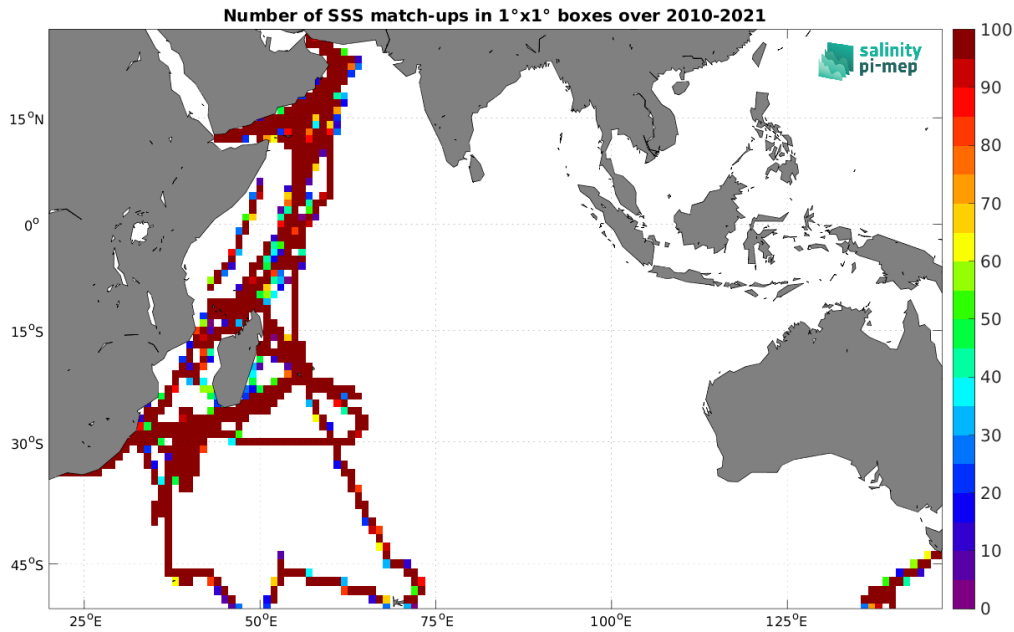 Number of SSS match-ups in 1°x1° boxes over 2010-2021
salinity
pi-mep
15°N
0°
15°S
30°S
45°S
25°E
50°E
75°E
100°E
125°E
100
90
80
70
60
50
40
30
20
10
0